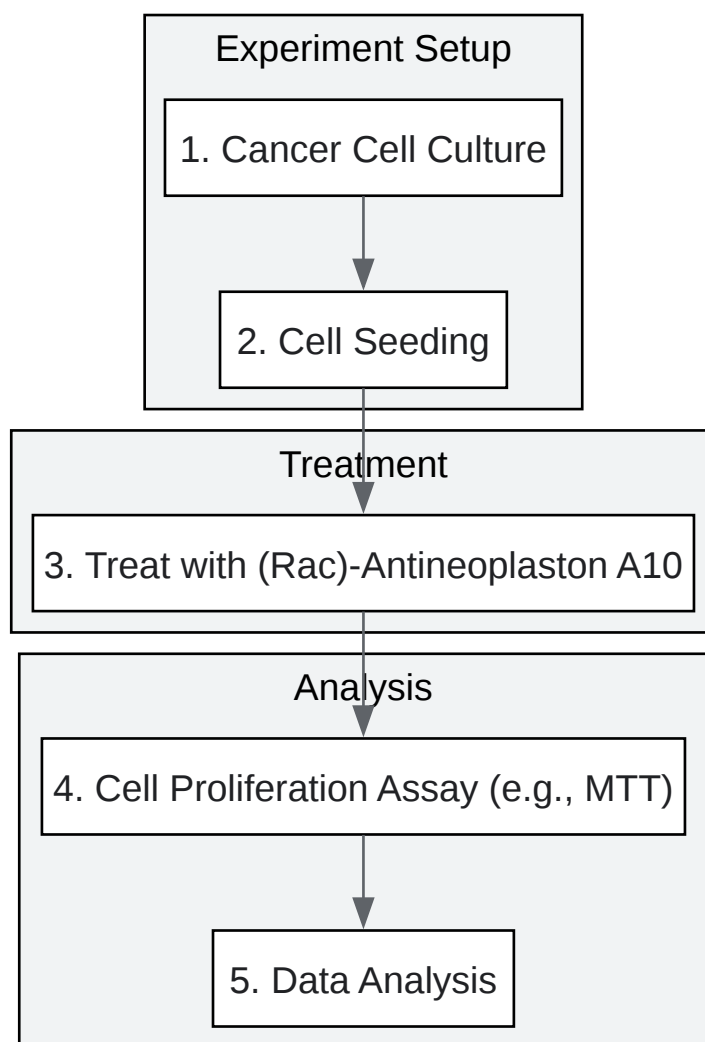 Experiment Setup
1. Cancer Cell Culture
2. Cell Seeding
Treatment
3. Treat with (Rac)-Antineoplaston A10
Analysis
4. Cell Proliferation Assay (e.g., MTT)
5. Data Analysis